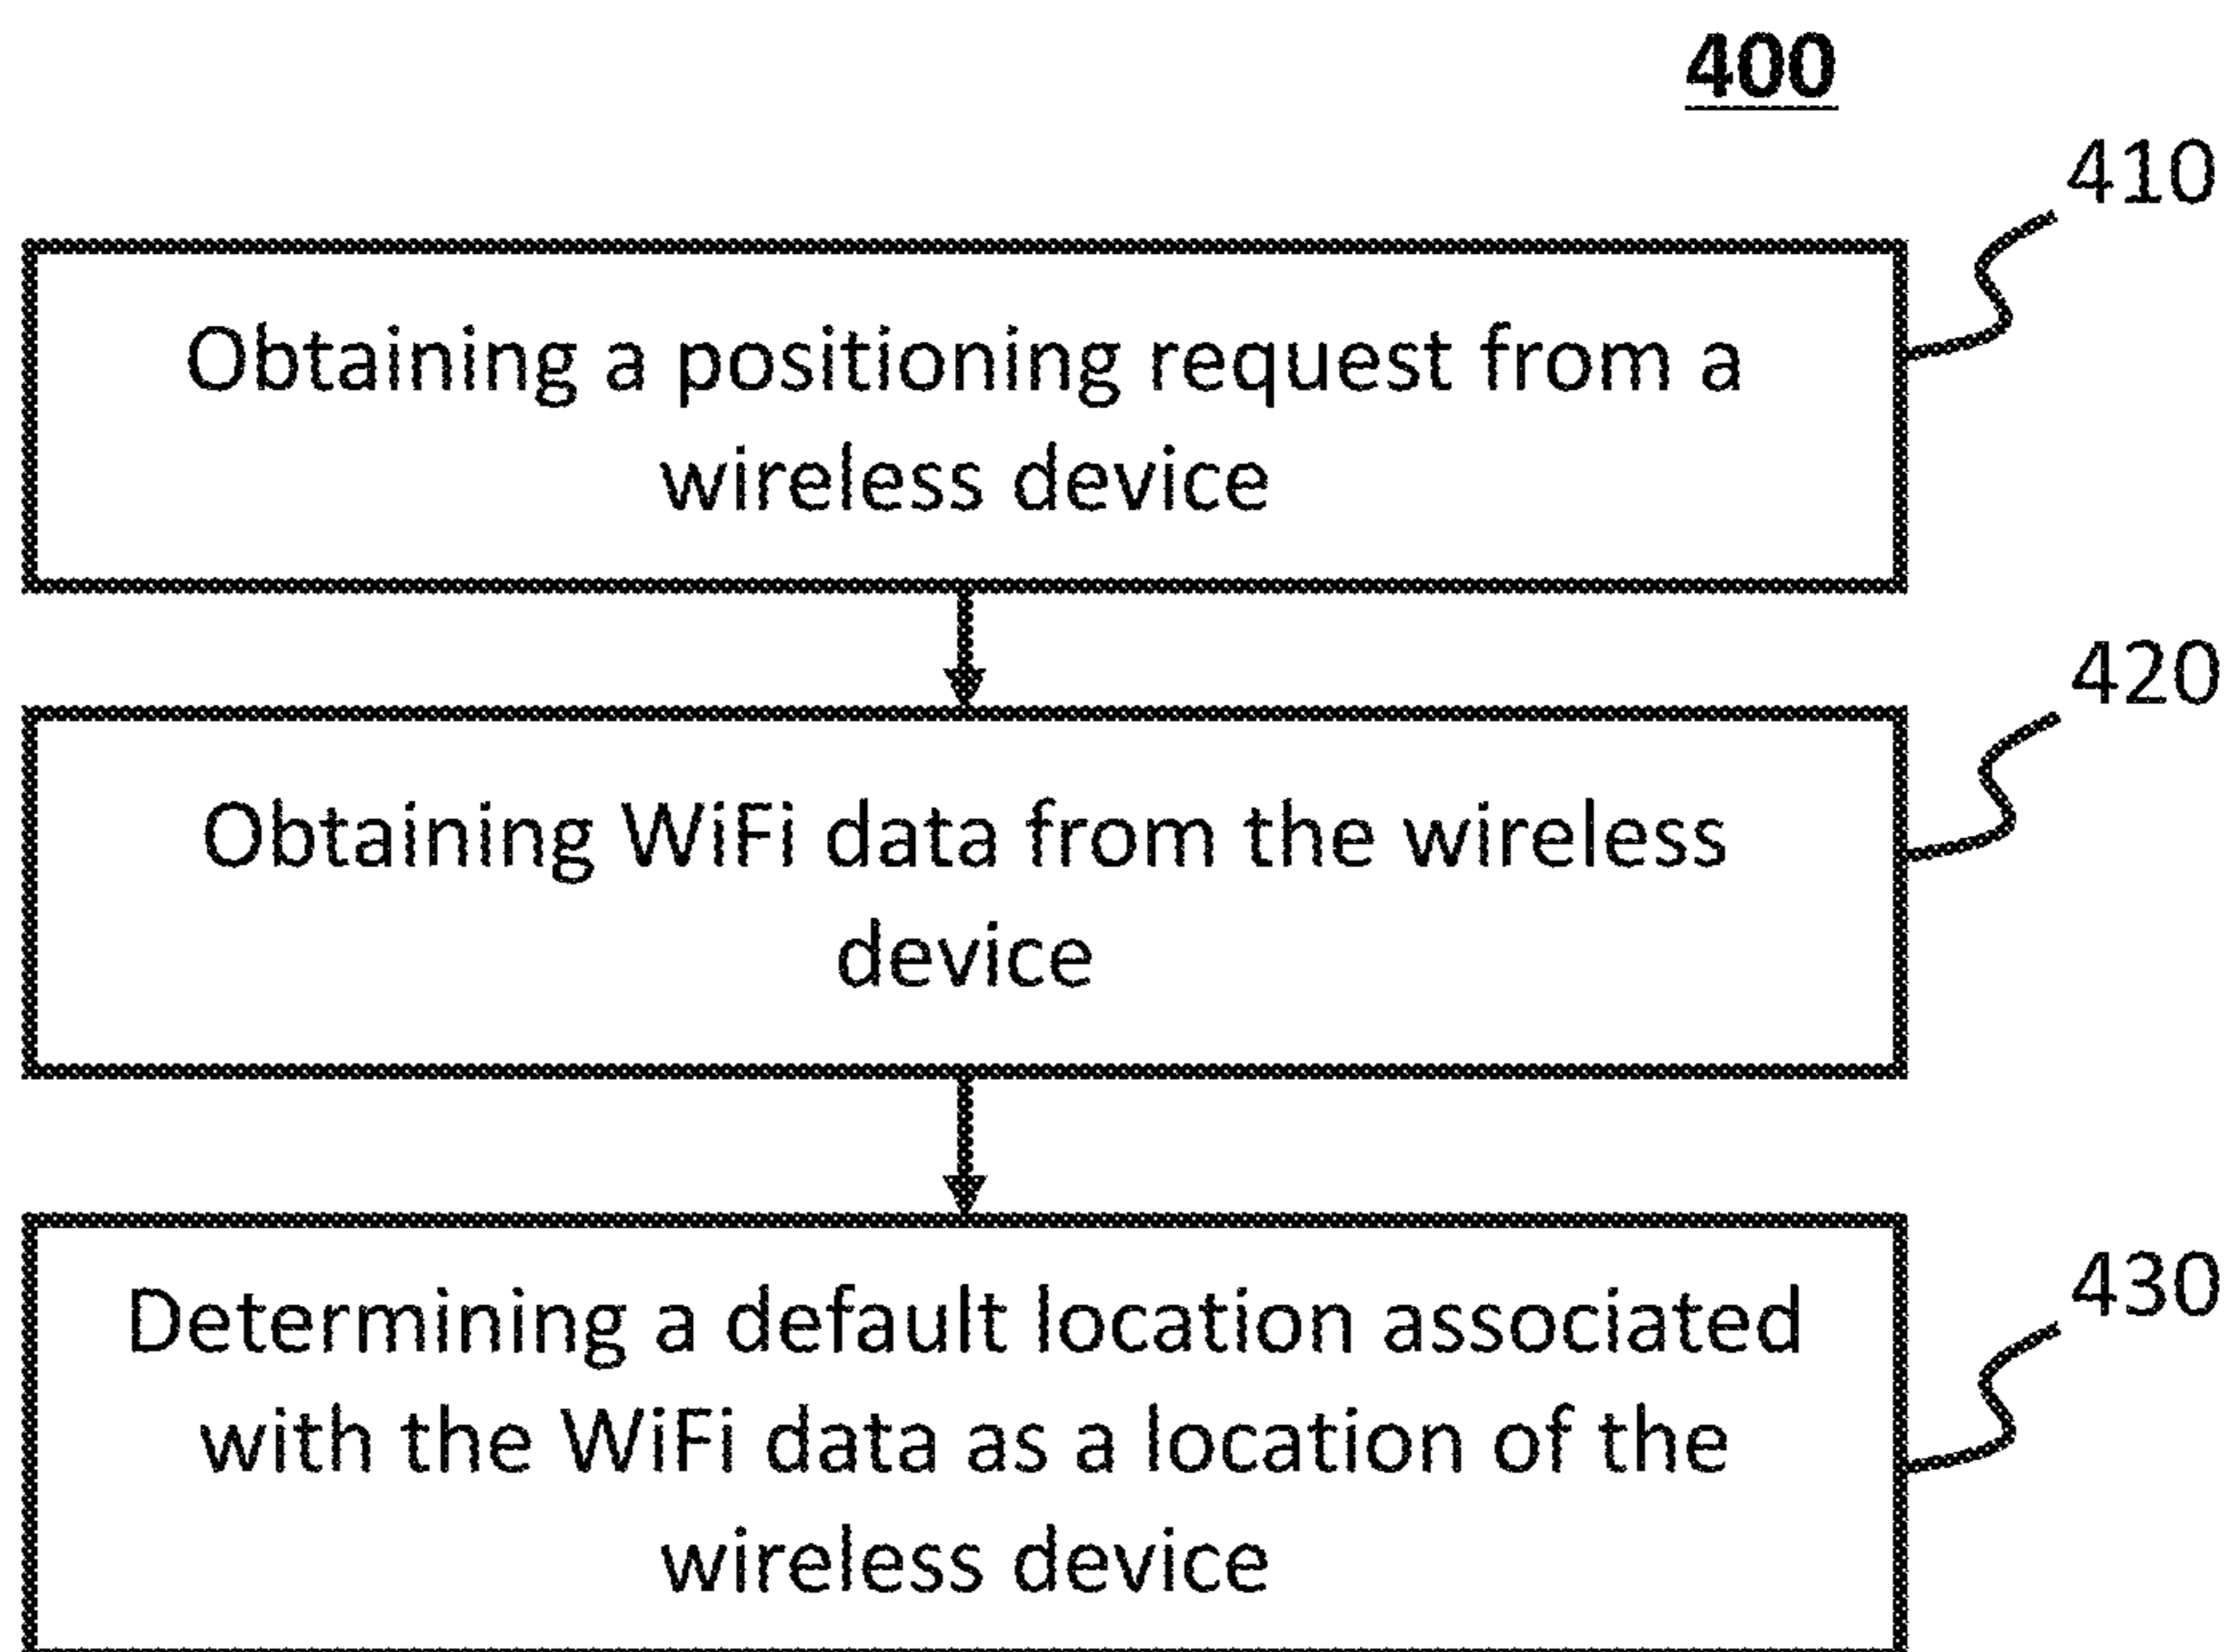 400
410
Obtaining a positioning request from a
wireless device
420
Obtaining WiFi data from the wireless
device
430
Determining a default location associated
with the WiFi data as a location of the
wireless device